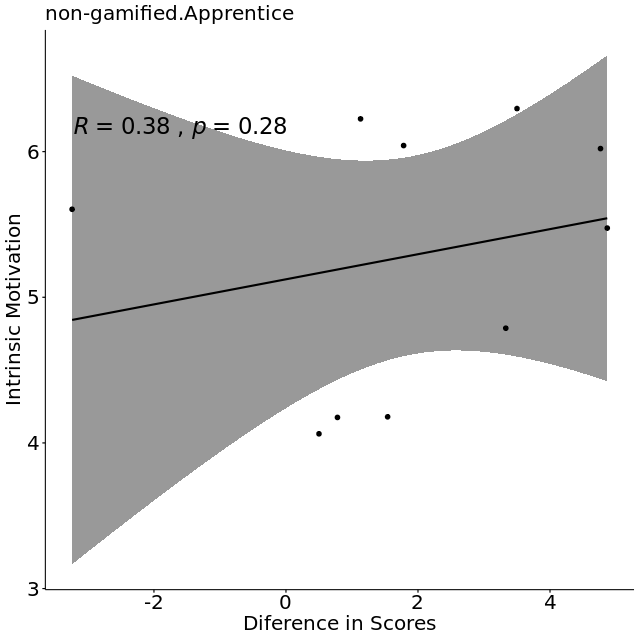 non-gamified.Apprentice
R = 0.38 , p = 0.28
Intrinsic Motivation
6
5
4
3
-2 0 2 4
Diference in Scores